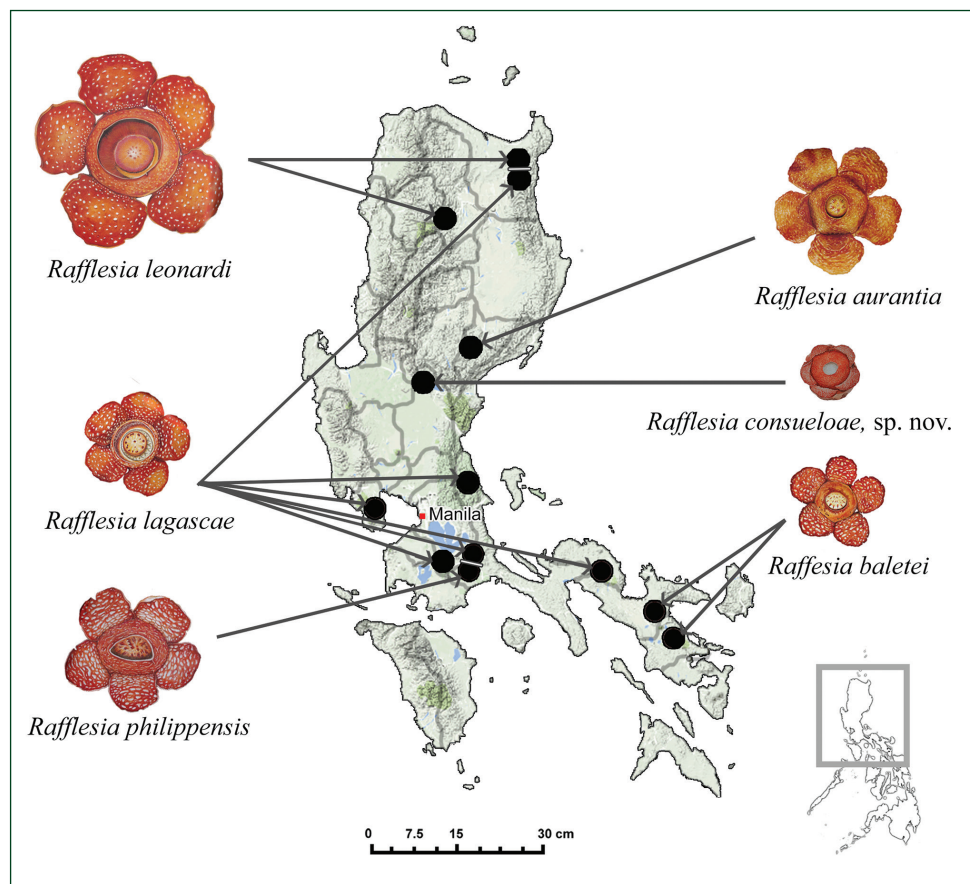 Rafflesia leonardi
Rafflesia aurantia
Rafflesia consueloae, sp. nov.
Rafflesia lagascae
Manila
Raffesia baletei
Rafflesia philippensis
0 7.5 15 30 cm